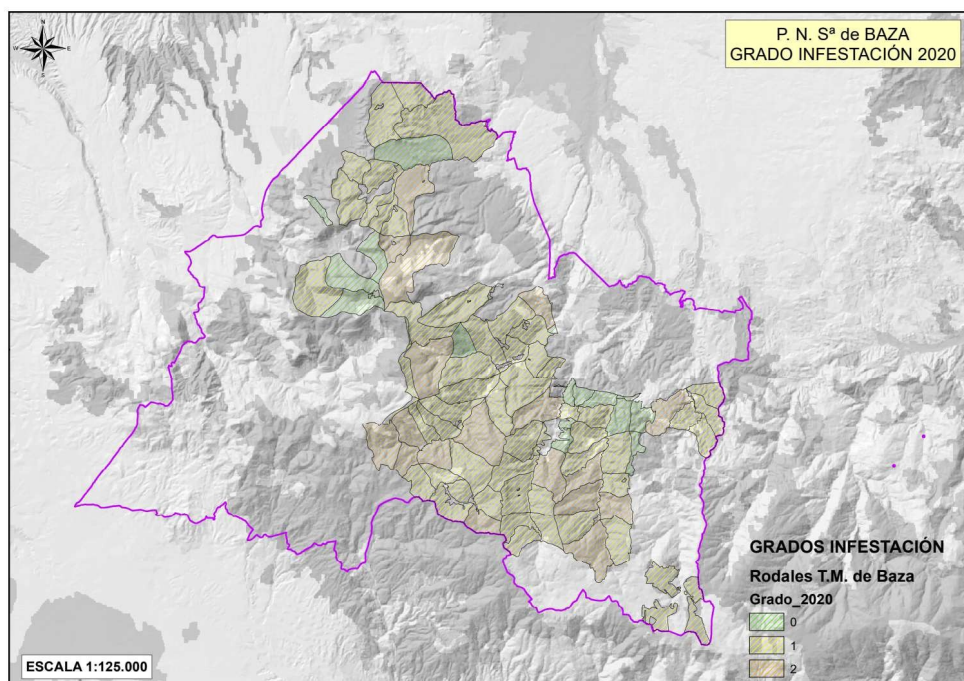 N
W E
S
P. N. Sª de BAZA
GRADO INFESTACIÓN 2020
GRADOS INFESTACIÓN
Rodales T.M. de Baza
Grado_2020
0
1
2
ESCALA 1:125.000